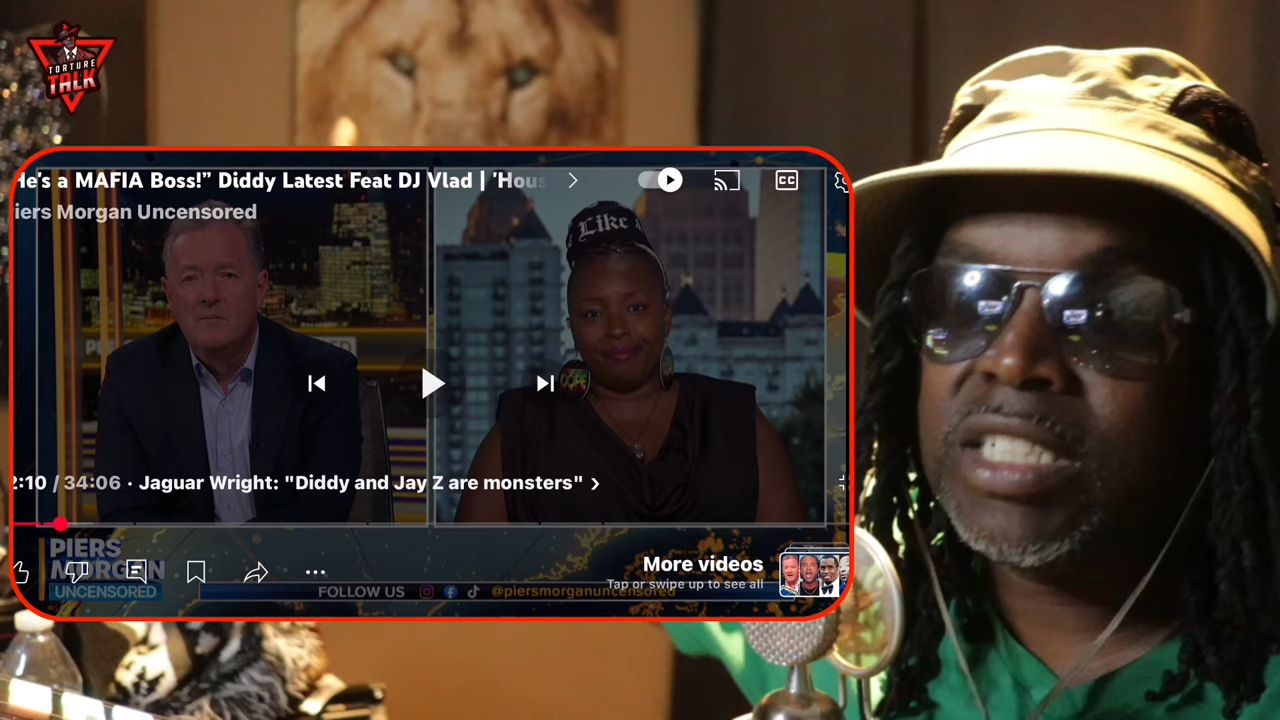 TORTURE
TALK
He's a MAFIA Boss!” Diddy Latest Feat DJ Vlad | 'Hous
iers Morgan Uncensored
CC
Like a
DOPE
2:10 / 34:06 · Jaguar Wright: "Diddy and Jay Z are monsters" ›
PIERS
MORGAN
UNCENSORED
More videos
Tap or swipe up to see all
FOLLOW US @piersmorganuncensored